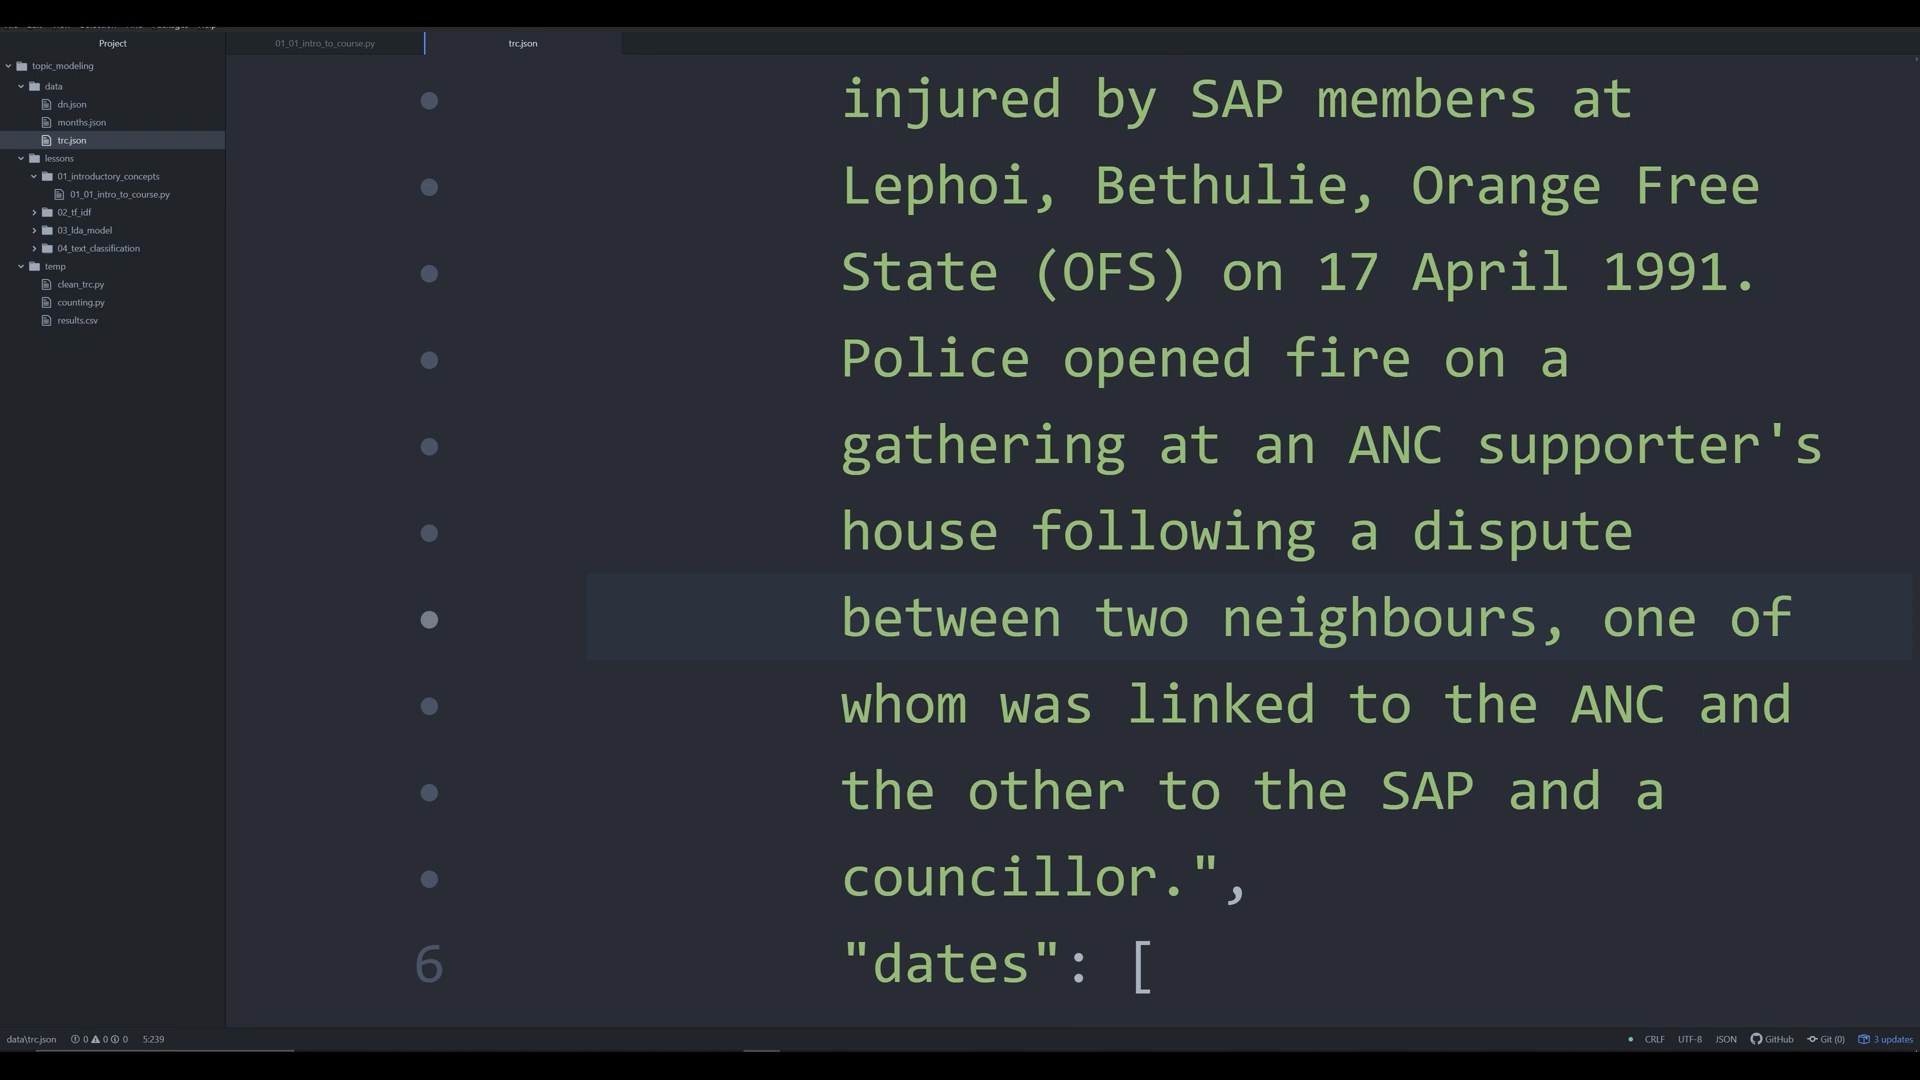 Project
01_01_intro_to_course.py
trc.json
topic_modeling
data
dn.json
months.json
trc.json
lessons
01_introductory_concepts
01_01_intro_to_course.py
02_tf_idf
03_lda_model
04_text_classification
temp
clean_trc.py
counting.py
results.csv
injured by SAP members at
Lephoi, Bethulie, Orange Free
State (OFS) on 17 April 1991.
Police opened fire on a
gathering at an ANC supporter's
house following a dispute
between two neighbours, one of
whom was linked to the ANC and
the other to the SAP and a
councillor.",
6 "dates": [
data\trc.json 0 0 0 5:239 CRLF UTF-8 JSON GitHub Git (0) 3 updates